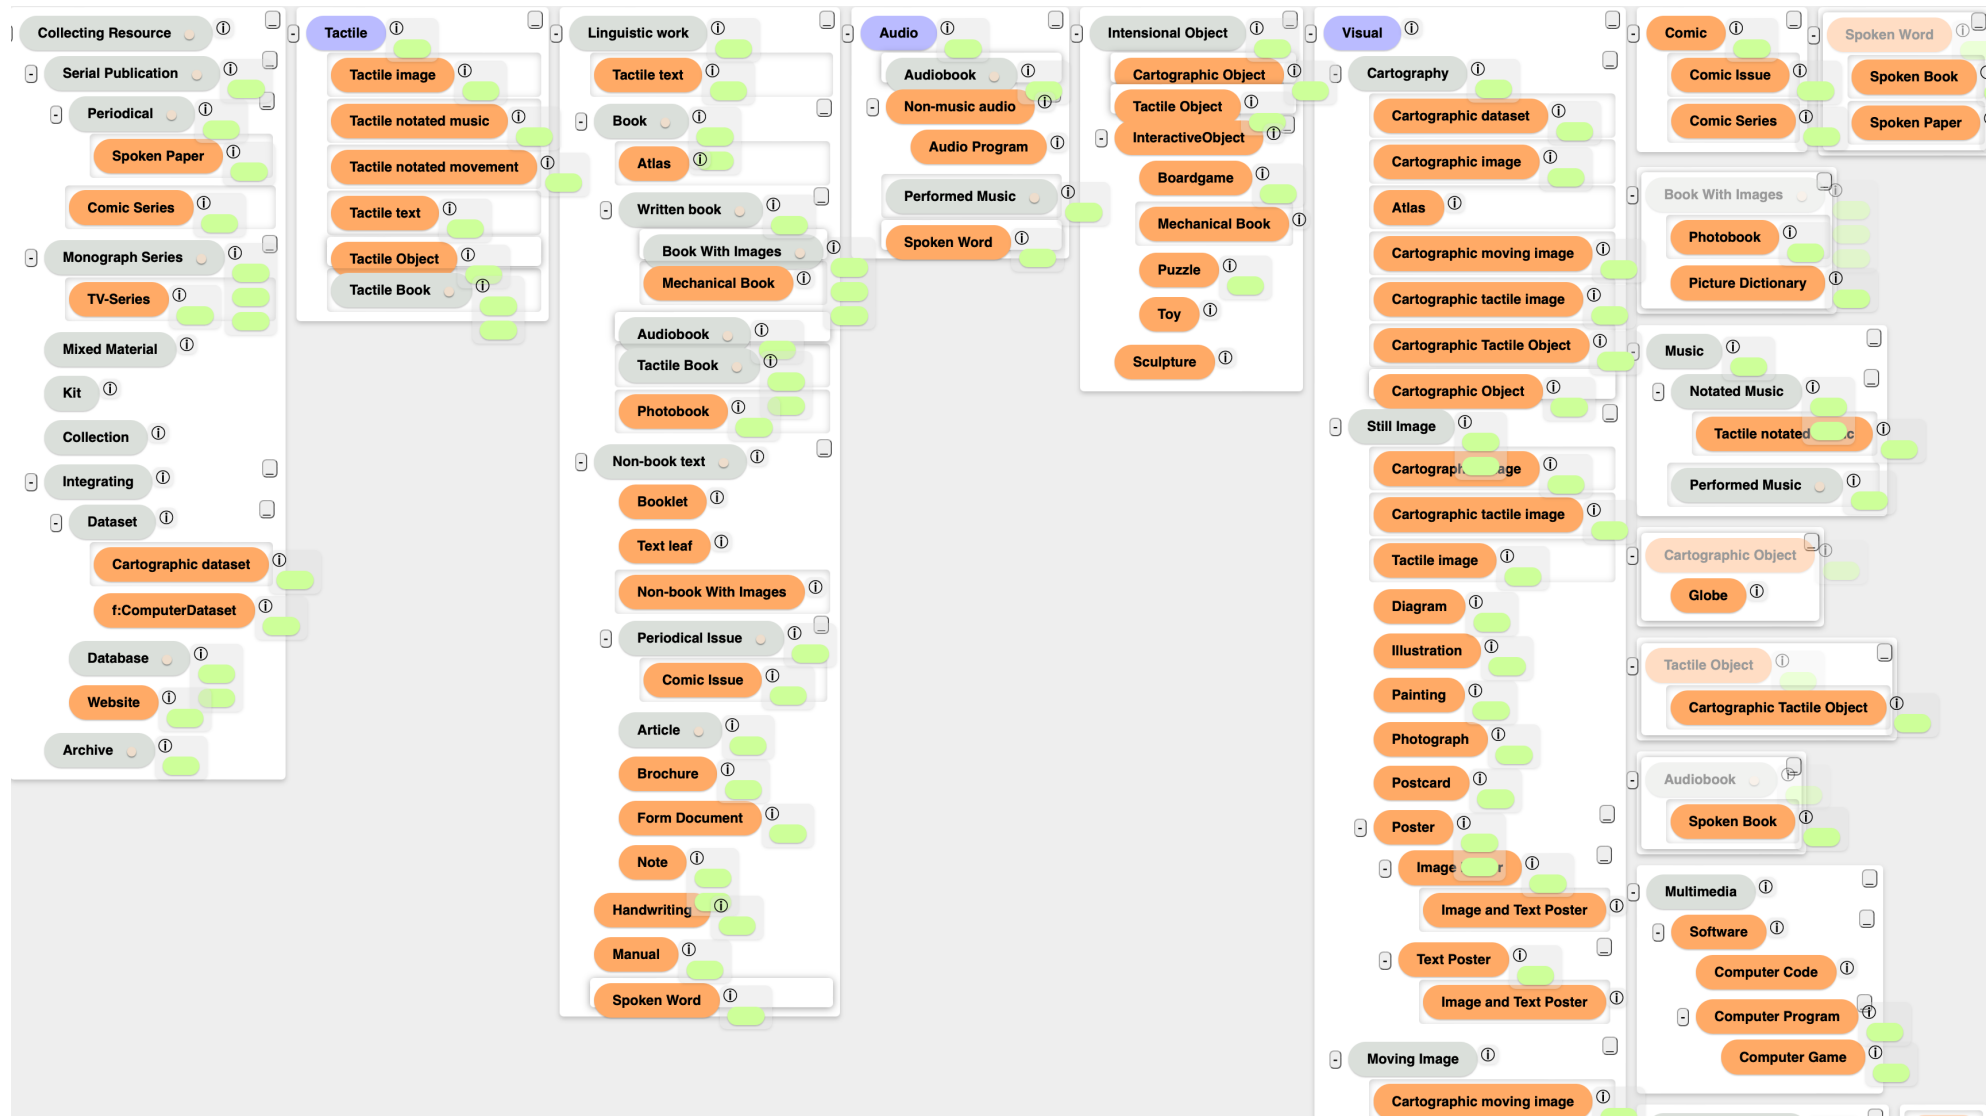 Collecting Resource
Serial Publication
Periodical
Spoken Paper
Comic Series
Monograph Series
TV-Series
Mixed Material
Kit
Collection
Integrating
Dataset
Cartographic dataset
f:ComputerDataset
Database
Website
Archive
Tactile
Tactile image
Tactile notated music
Tactile notated movement
Tactile text
Tactile Object
Tactile Book
Linguistic work
Tactile text
Book
Atlas
Written book
Book With Images
Mechanical Book
Audiobook
Tactile Book
Photobook
Non-book text
Booklet
Text leaf
Non-book With Images
Periodical Issue
Comic Issue
Article
Brochure
Form Document
Note
Handwriting
Manual
Spoken Word
Audio
Audiobook
Non-music audio
Audio Program
Performed Music
Spoken Word
Intensional Object
Cartographic Object
Tactile Object
InteractiveObject
Boardgame
Mechanical Book
Puzzle
Toy
Sculpture
Visual
Cartography
Cartographic dataset
Cartographic image
Atlas
Cartographic moving image
Cartographic tactile image
Cartographic Tactile Object
Cartographic Object
Still Image
Cartographic image
Cartographic tactile image
Tactile image
Diagram
Illustration
Painting
Photograph
Postcard
Poster
Image Poster
Image and Text Poster
Text Poster
Image and Text Poster
Moving Image
Cartographic moving image
Comic
Comic Issue
Comic Series
Spoken Word
Spoken Book
Spoken Paper
Book With Images
Photobook
Picture Dictionary
Music
Notated Music
Tactile notated music
Performed Music
Cartographic Object
Globe
Tactile Object
Cartographic Tactile Object
Audiobook
Spoken Book
Multimedia
Software
Computer Code
Computer Program
Computer Game